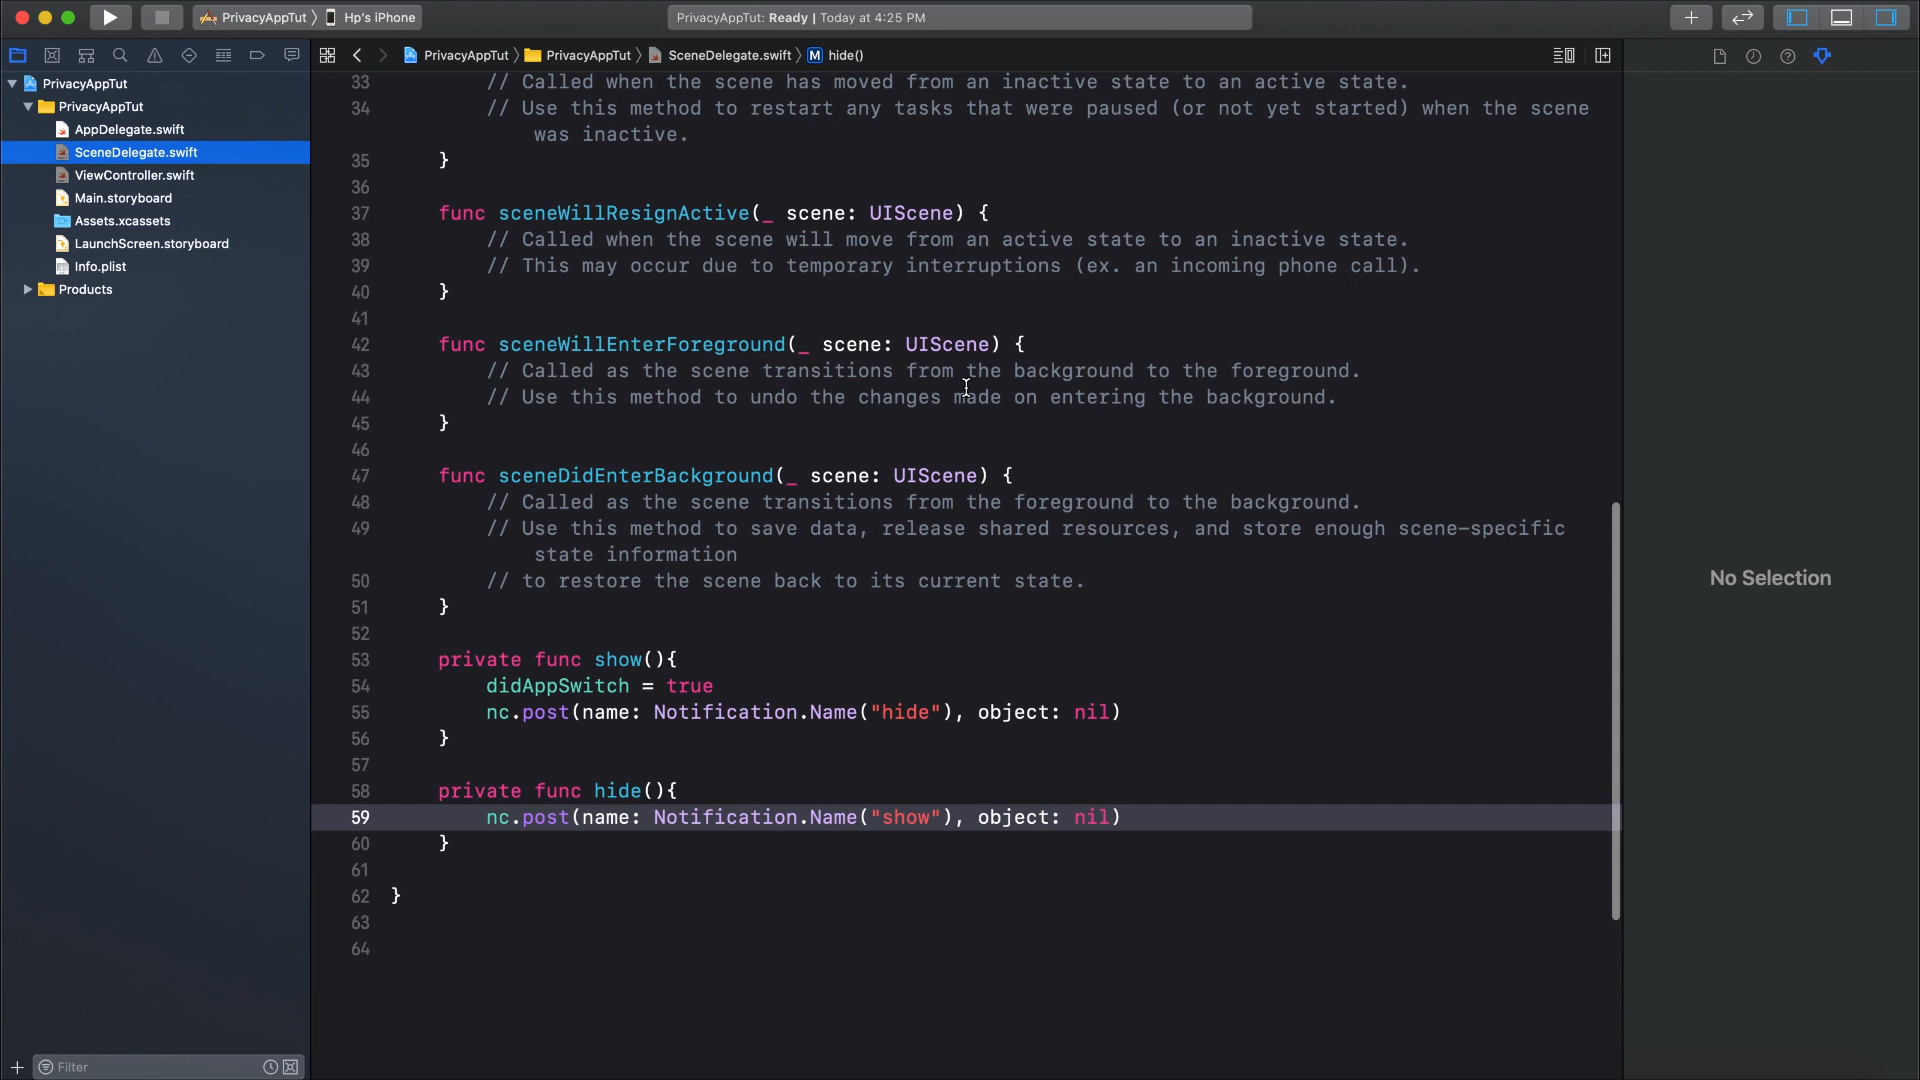 PrivacyAppTut 〉 Hp's iPhone
PrivacyAppTut: Ready | Today at 4:25 PM
PrivacyAppTut 〉 PrivacyAppTut 〉 SceneDelegate.swift 〉 M hide()
PrivacyAppTut
PrivacyAppTut
AppDelegate.swift
SceneDelegate.swift
ViewController.swift
Main.storyboard
Assets.xcassets
LaunchScreen.storyboard
Info.plist
Products
33 // Called when the scene has moved from an inactive state to an active state.
34 // Use this method to restart any tasks that were paused (or not yet started) when the scene
was inactive.
35 }
36
37 func sceneWillResignActive(_ scene: UIScene) {
38 // Called when the scene will move from an active state to an inactive state.
39 // This may occur due to temporary interruptions (ex. an incoming phone call).
40 }
41
42 func sceneWillEnterForeground(_ scene: UIScene) {
43 // Called as the scene transitions from the background to the foreground.
44 // Use this method to undo the changes made on entering the background.
45 }
46
47 func sceneDidEnterBackground(_ scene: UIScene) {
48 // Called as the scene transitions from the foreground to the background.
49 // Use this method to save data, release shared resources, and store enough scene-specific
state information
50 // to restore the scene back to its current state.
51 }
52
53 private func show(){
54 didAppSwitch = true
55 nc.post(name: Notification.Name("hide"), object: nil)
56 }
57
58 private func hide(){
59 nc.post(name: Notification.Name("show"), object: nil)
60 }
61
62 }
63
64
No Selection
Filter